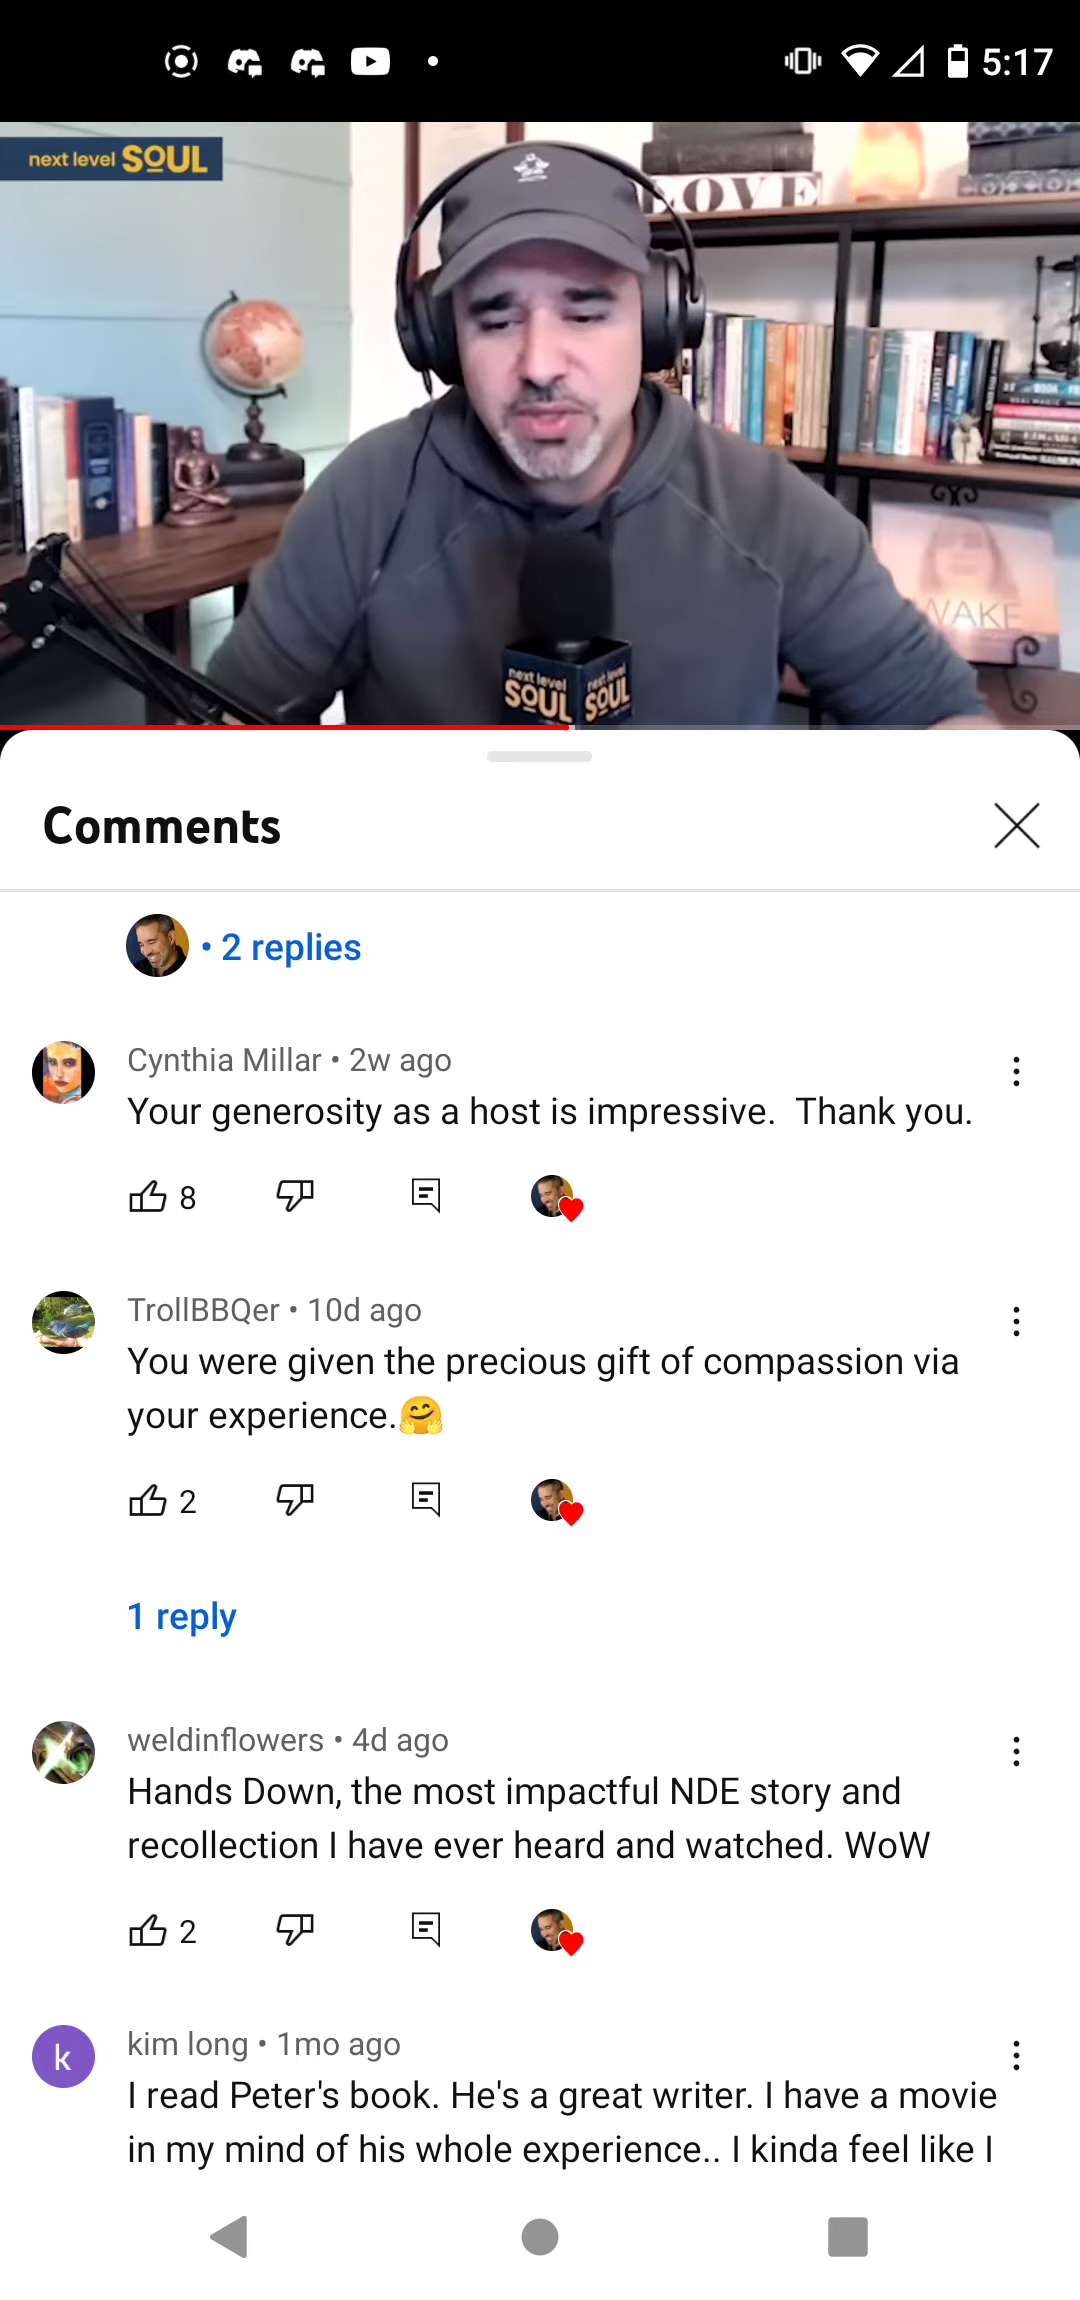 5:17
next level SOUL
LOVE
WAKE
next level
SOUL
next level
SOUL
Comments
• 2 replies
Cynthia Millar • 2w ago
Your generosity as a host is impressive.  Thank you.
8
TrollBBQer • 10d ago
You were given the precious gift of compassion via
your experience.🤗
2
1 reply
weldinflowers • 4d ago
Hands Down, the most impactful NDE story and
recollection I have ever heard and watched. WoW
2
k
kim long • 1mo ago
I read Peter's book. He's a great writer. I have a movie
in my mind of his whole experience.. I kinda feel like I